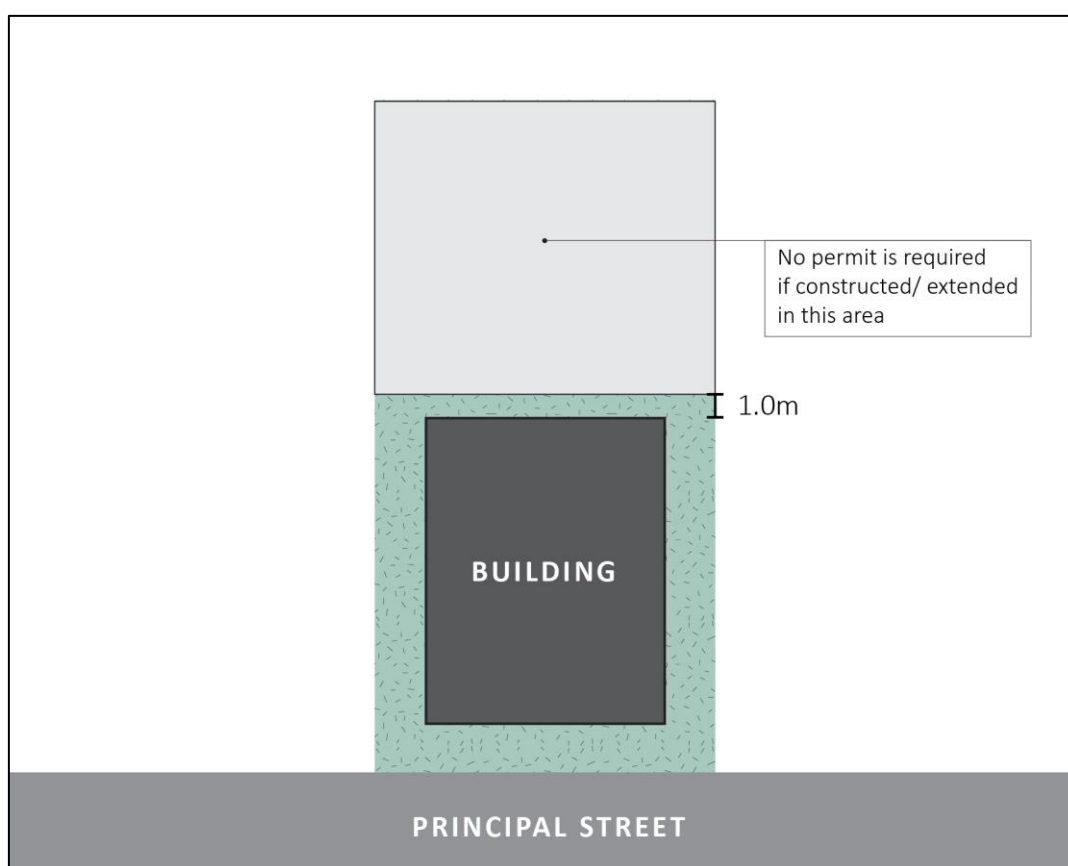 No permit is required
if constructed/ extended
in this area
1.0m
BUILDING
PRINCIPAL STREET